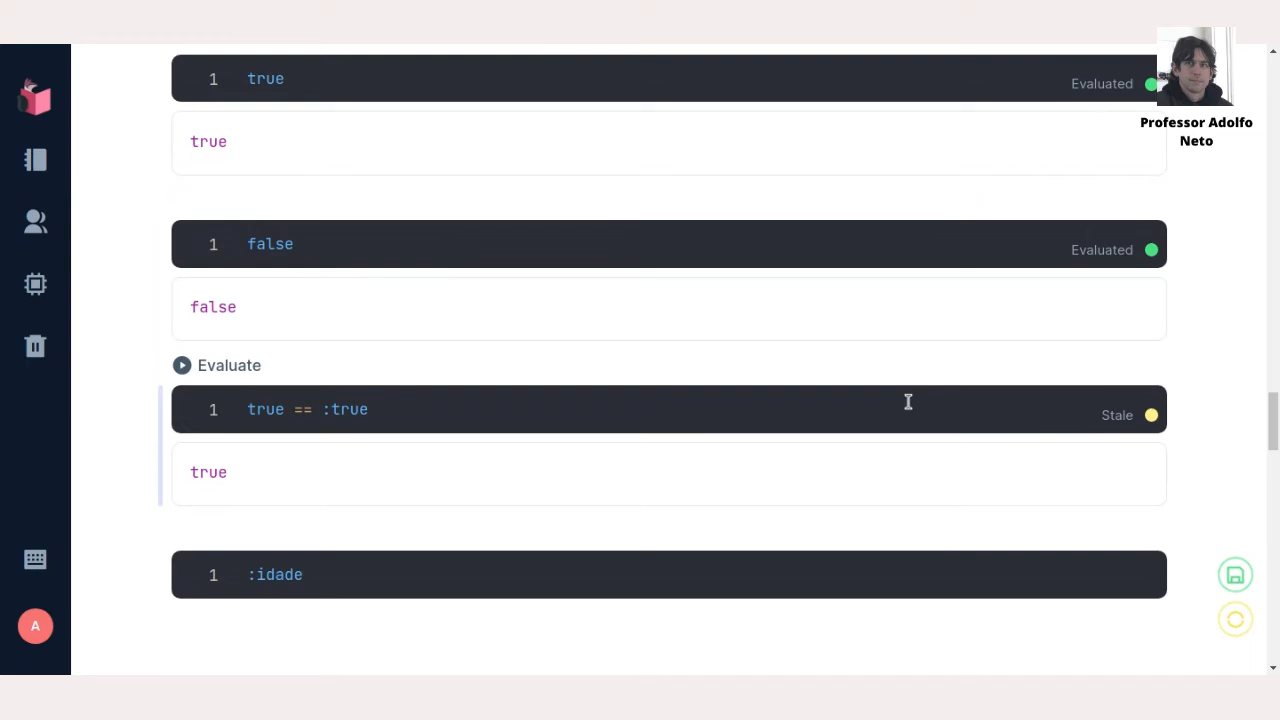 1 true
Evaluated
Professor Adolfo
Neto
true
1 false
Evaluated
false
Evaluate
1 true == :true
Stale
true
1 :idade
A